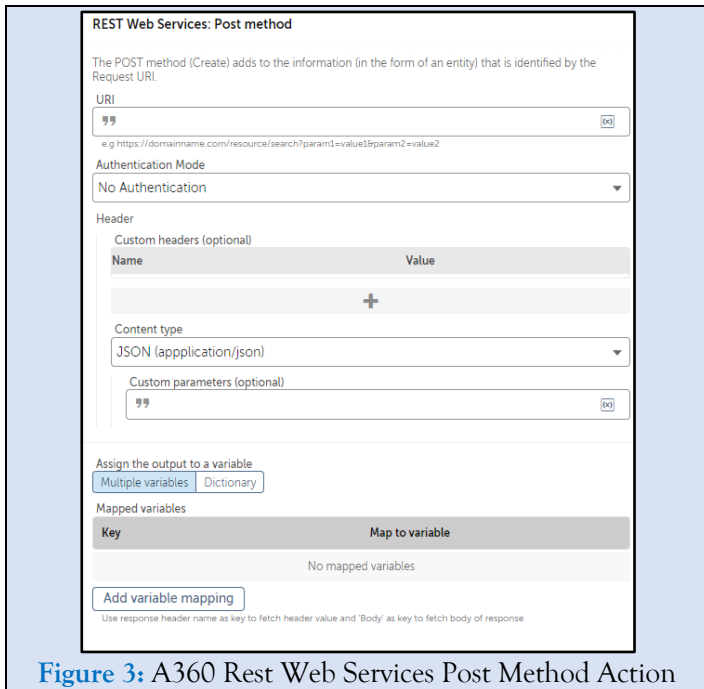 REST Web Services: Post method
The POST method (Create) adds to the information (in the form of an entity) that is identified by the
Request URI.
URI
(x)
e.g https://domainname.com/resource/search?param1=value1&param2=value2
Authentication Mode
No Authentication
Header
Custom headers (optional)
Name Value
+
Content type
JSON (appplication/json)
Custom parameters (optional)
(x)
Assign the output to a variable
Multiple variables Dictionary
Mapped variables
Key Map to variable
No mapped variables
Add variable mapping
Use response header name as key to fetch header value and 'Body' as key to fetch body of response
Figure 3: A360 Rest Web Services Post Method Action